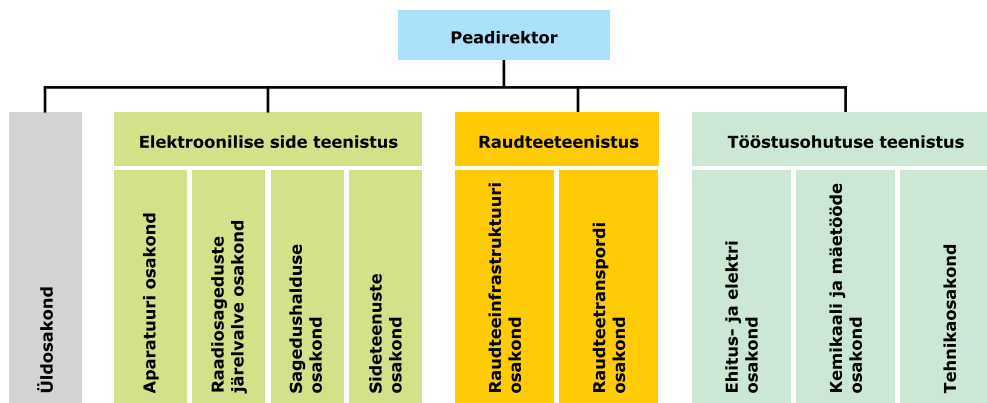 Peadirektor
Üldosakond
Elektroonilise side teenistus
Aparatuuri osakond
Raadiosageduste
järelvalve osakond
Sagedushalduse
osakond
Sideteenuste
osakond
Raudteeteenistus
Raudteeinfrastruktuuri
osakond
Raudteetranspordi
osakond
Tööstusohutuse teenistus
Ehitus- ja elektri
osakond
Kemikaali ja mäetööde
osakond
Tehnikaosakond